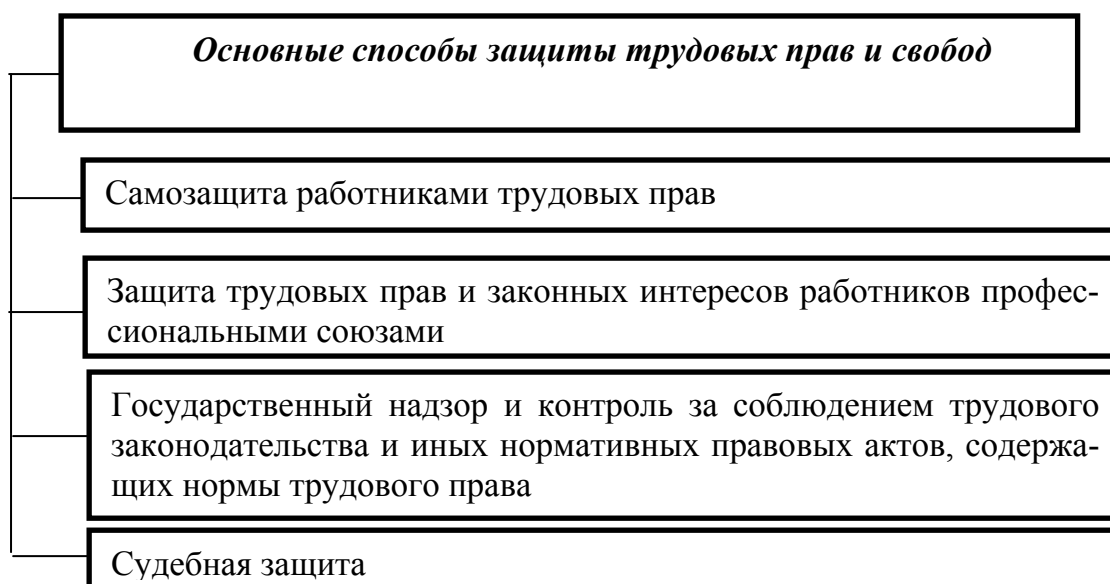 Основные способы защиты трудовых прав и свобод
Самозащита работниками трудовых прав
Защита трудовых прав и законных интересов работников профес-
сиональными союзами
Государственный надзор и контроль за соблюдением трудового
законодательства и иных нормативных правовых актов, содержа-
щих нормы трудового права
Судебная защита